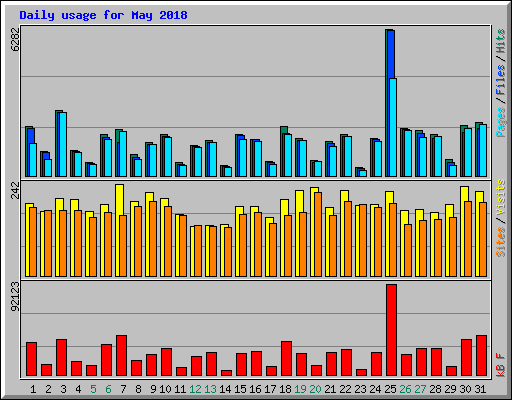 Daily usage for May 2018
6282
Pages/Files/Hits
242
Sites/Visits
92123
kB F
1 2 3 4 5 6 7 8 9 10 11 12 13 14 15 16 17 18 19 20 21 22 23 24 25 26 27 28 29 30 31